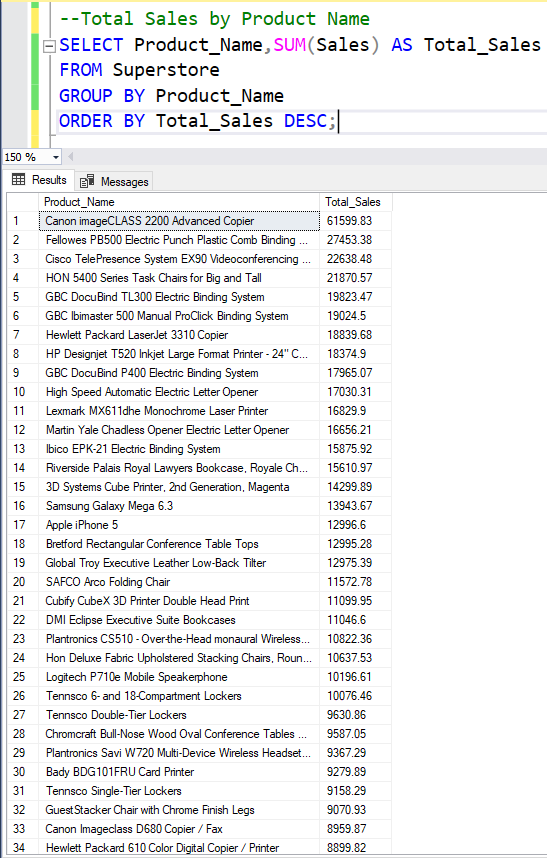 --Total Sales by Product Name
SELECT Product_Name,SUM(Sales) AS Total_Sales
FROM Superstore
GROUP BY Product_Name
ORDER BY Total_Sales DESC;
150 %
Results Messages
Product_Name Total_Sales
1 Canon imageCLASS 2200 Advanced Copier 61599.83
2 Fellowes PB500 Electric Punch Plastic Comb Binding ... 27453.38
3 Cisco TelePresence System EX90 Videoconferencing ... 22638.48
4 HON 5400 Series Task Chairs for Big and Tall 21870.57
5 GBC DocuBind TL300 Electric Binding System 19823.47
6 GBC Ibimaster 500 Manual ProClick Binding System 19024.5
7 Hewlett Packard LaserJet 3310 Copier 18839.68
8 HP Designjet T520 Inkjet Large Format Printer - 24" C... 18374.9
9 GBC DocuBind P400 Electric Binding System 17965.07
10 High Speed Automatic Electric Letter Opener 17030.31
11 Lexmark MX611dhe Monochrome Laser Printer 16829.9
12 Martin Yale Chadless Opener Electric Letter Opener 16656.21
13 Ibico EPK-21 Electric Binding System 15875.92
14 Riverside Palais Royal Lawyers Bookcase, Royale Ch... 15610.97
15 3D Systems Cube Printer, 2nd Generation, Magenta 14299.89
16 Samsung Galaxy Mega 6.3 13943.67
17 Apple iPhone 5 12996.6
18 Bretford Rectangular Conference Table Tops 12995.28
19 Global Troy Executive Leather Low-Back Tilter 12975.39
20 SAFCO Arco Folding Chair 11572.78
21 Cubify CubeX 3D Printer Double Head Print 11099.95
22 DMI Eclipse Executive Suite Bookcases 11046.6
23 Plantronics CS510 - Over-the-Head monaural Wireless... 10822.36
24 Hon Deluxe Fabric Upholstered Stacking Chairs, Roun... 10637.53
25 Logitech P710e Mobile Speakerphone 10196.61
26 Tennsco 6- and 18-Compartment Lockers 10076.46
27 Tennsco Double-Tier Lockers 9630.86
28 Chromcraft Bull-Nose Wood Oval Conference Tables ... 9587.05
29 Plantronics Savi W720 Multi-Device Wireless Headset... 9367.29
30 Bady BDG101FRU Card Printer 9279.89
31 Tennsco Single-Tier Lockers 9158.29
32 GuestStacker Chair with Chrome Finish Legs 9070.93
33 Canon Imageclass D680 Copier / Fax 8959.87
34 Hewlett Packard 610 Color Digital Copier / Printer 8899.82